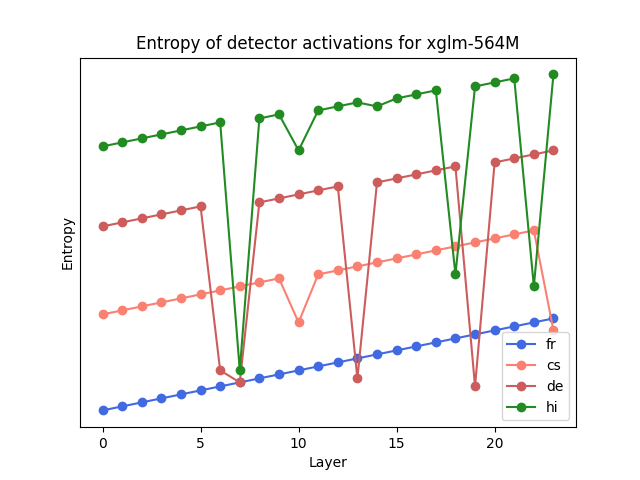 Entropy of detector activations for xglm-564M
Entropy
0 5 10 15 20
Layer
fr
cs
de
hi